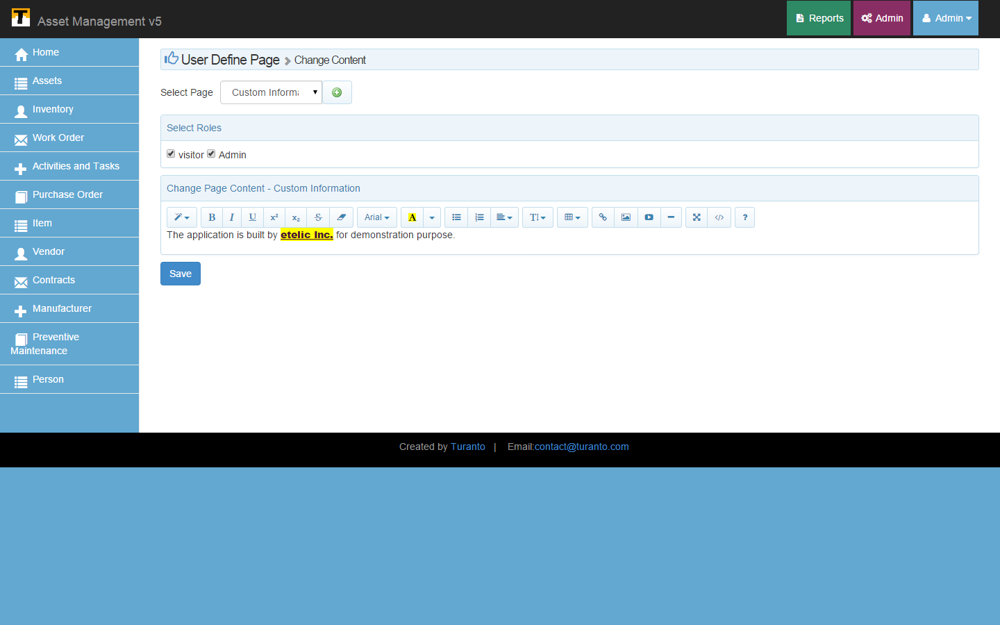 T Asset Management v5
Reports
Admin
Admin
Home
Assets
Inventory
Work Order
Activities and Tasks
Purchase Order
Item
Vendor
Contracts
Manufacturer
Preventive
Maintenance
Person
User Define Page Change Content
Select Page Custom Informa
Select Roles
visitor Admin
Change Page Content - Custom Information
B I U x² x₂ S Arial A T ?
The application is built by etelic Inc. for demonstration purpose.
Save
Created by Turanto | Email:contact@turanto.com